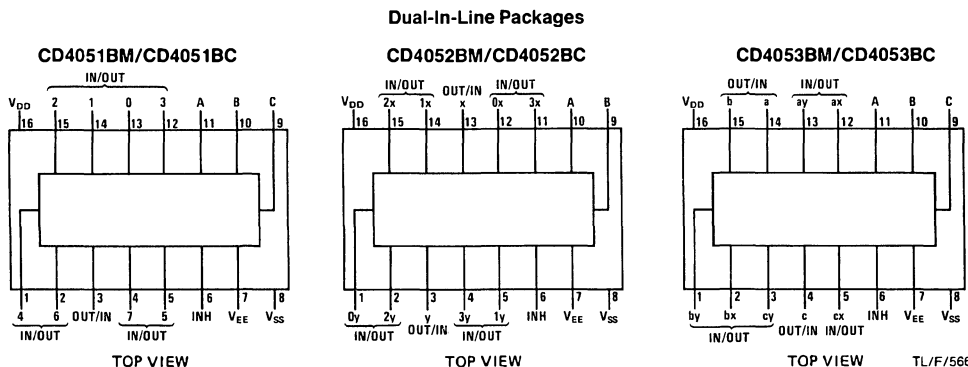 Dual-In-Line Packages
CD4051BM/CD4051BC
IN/OUT
VDD 2 1 0 3 A B C
16 15 14 13 12 11 10 9
1 2 3 4 5 6 7 8
4 6 OUT/IN 7 5 INH VEE VSS
IN/OUT IN/OUT
TOP VIEW
CD4052BM/CD4052BC
IN/OUT OUT/IN IN/OUT
VDD 2x 1x x 0x 3x A B
16 15 14 13 12 11 10 9
1 2 3 4 5 6 7 8
0y 2y y 3y 1y INH VEE VSS
IN/OUT OUT/IN IN/OUT
TOP VIEW
CD4053BM/CD4053BC
OUT/IN IN/OUT
VDD b a ay ax A B C
16 15 14 13 12 11 10 9
1 2 3 4 5 6 7 8
by bx cy c cx INH VEE VSS
IN/OUT OUT/IN IN/OUT
TOP VIEW
TL/F/566